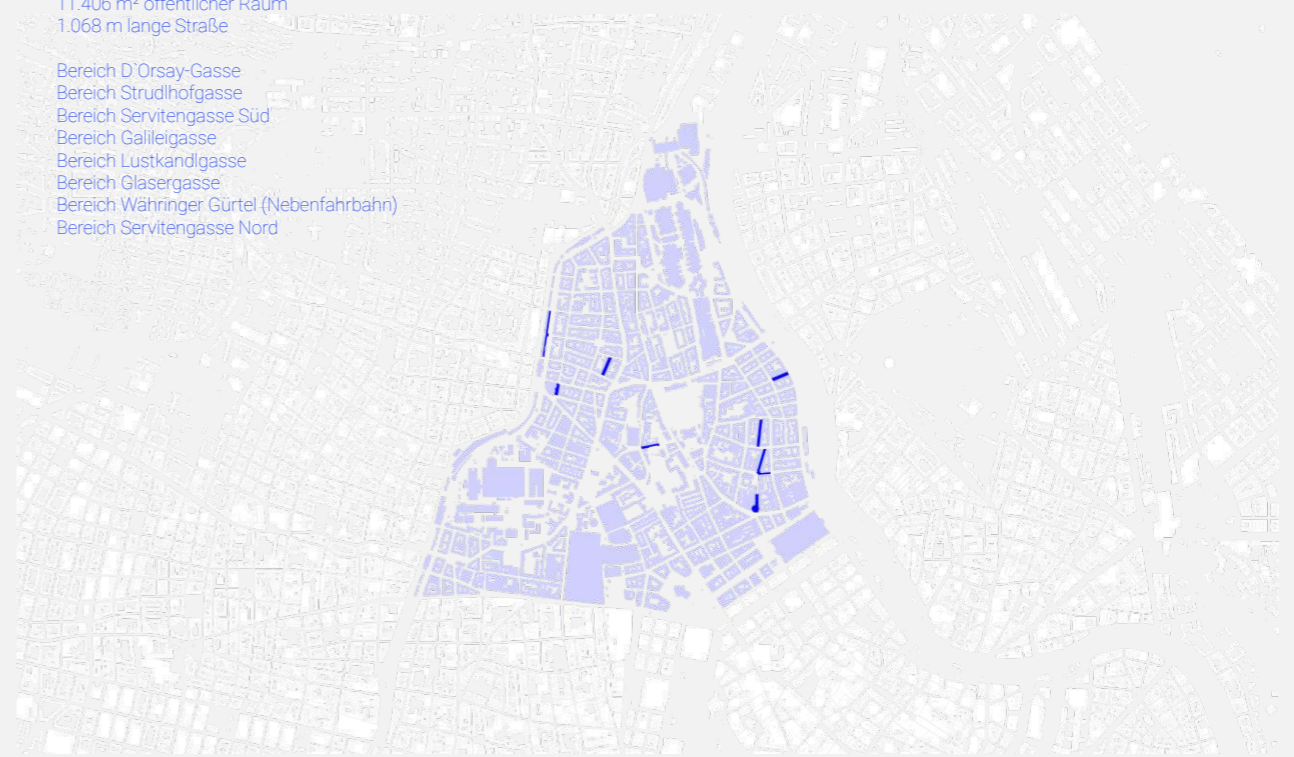 11.406 m² öffentlicher Raum
1.068 m lange Straße
Bereich D`Orsay-Gasse
Bereich Strudlhofgasse
Bereich Servitengasse Süd
Bereich Galileigasse
Bereich Lustkandlgasse
Bereich Glasergasse
Bereich Währinger Gürtel (Nebenfahrbahn)
Bereich Servitengasse Nord